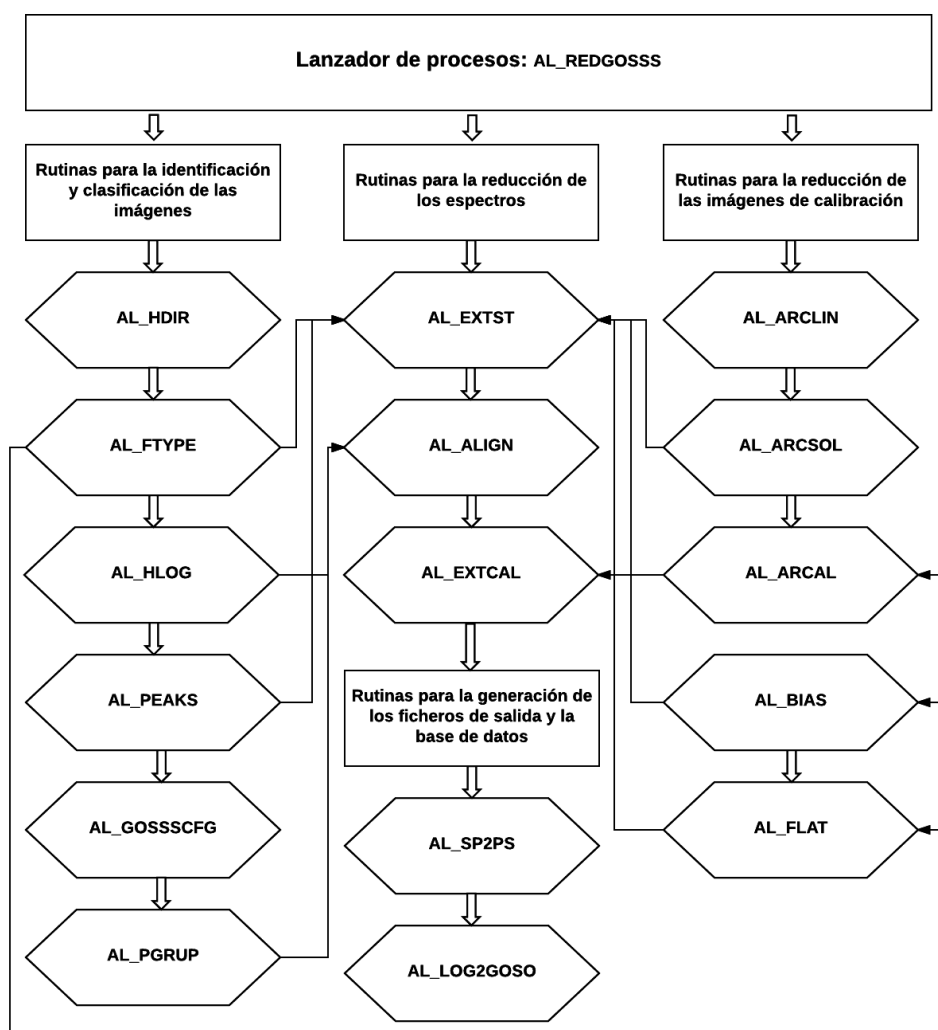 Lanzador de procesos: AL_REDGOSSS
Rutinas para la identificación
y clasificación de las
imágenes
AL_HDIR
AL_FTYPE
AL_HLOG
AL_PEAKS
AL_GOSSSCFG
AL_PGRUP
Rutinas para la reducción de
los espectros
AL_EXTST
AL_ALIGN
AL_EXTCAL
Rutinas para la generación de
los ficheros de salida y la
base de datos
AL_SP2PS
AL_LOG2GOSO
Rutinas para la reducción de
las imágenes de calibración
AL_ARCLIN
AL_ARCSOL
AL_ARCAL
AL_BIAS
AL_FLAT